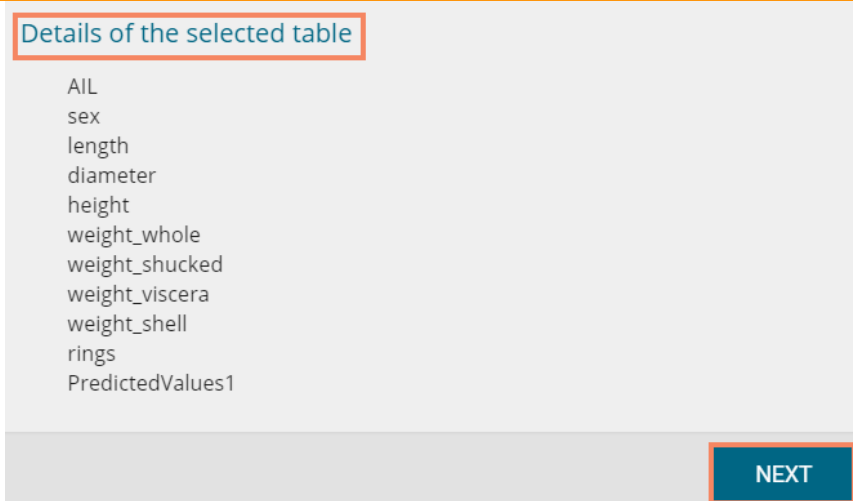 Details of the selected table
AIL
sex
length
diameter
height
weight_whole
weight_shucked
weight_viscera
weight_shell
rings
PredictedValues1
NEXT